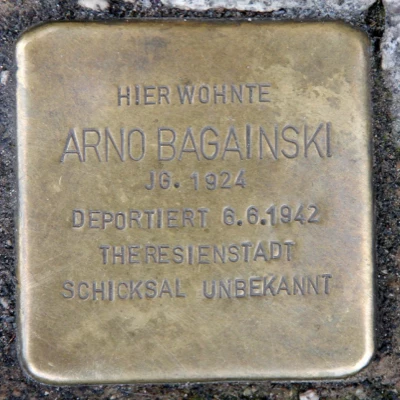 HIER WOHNTE
ARNO BAGAINSKI
JG. 1924
DEPORTIERT 6.6.1942
THERESIENSTADT
SCHICKSAL UNBEKANNT